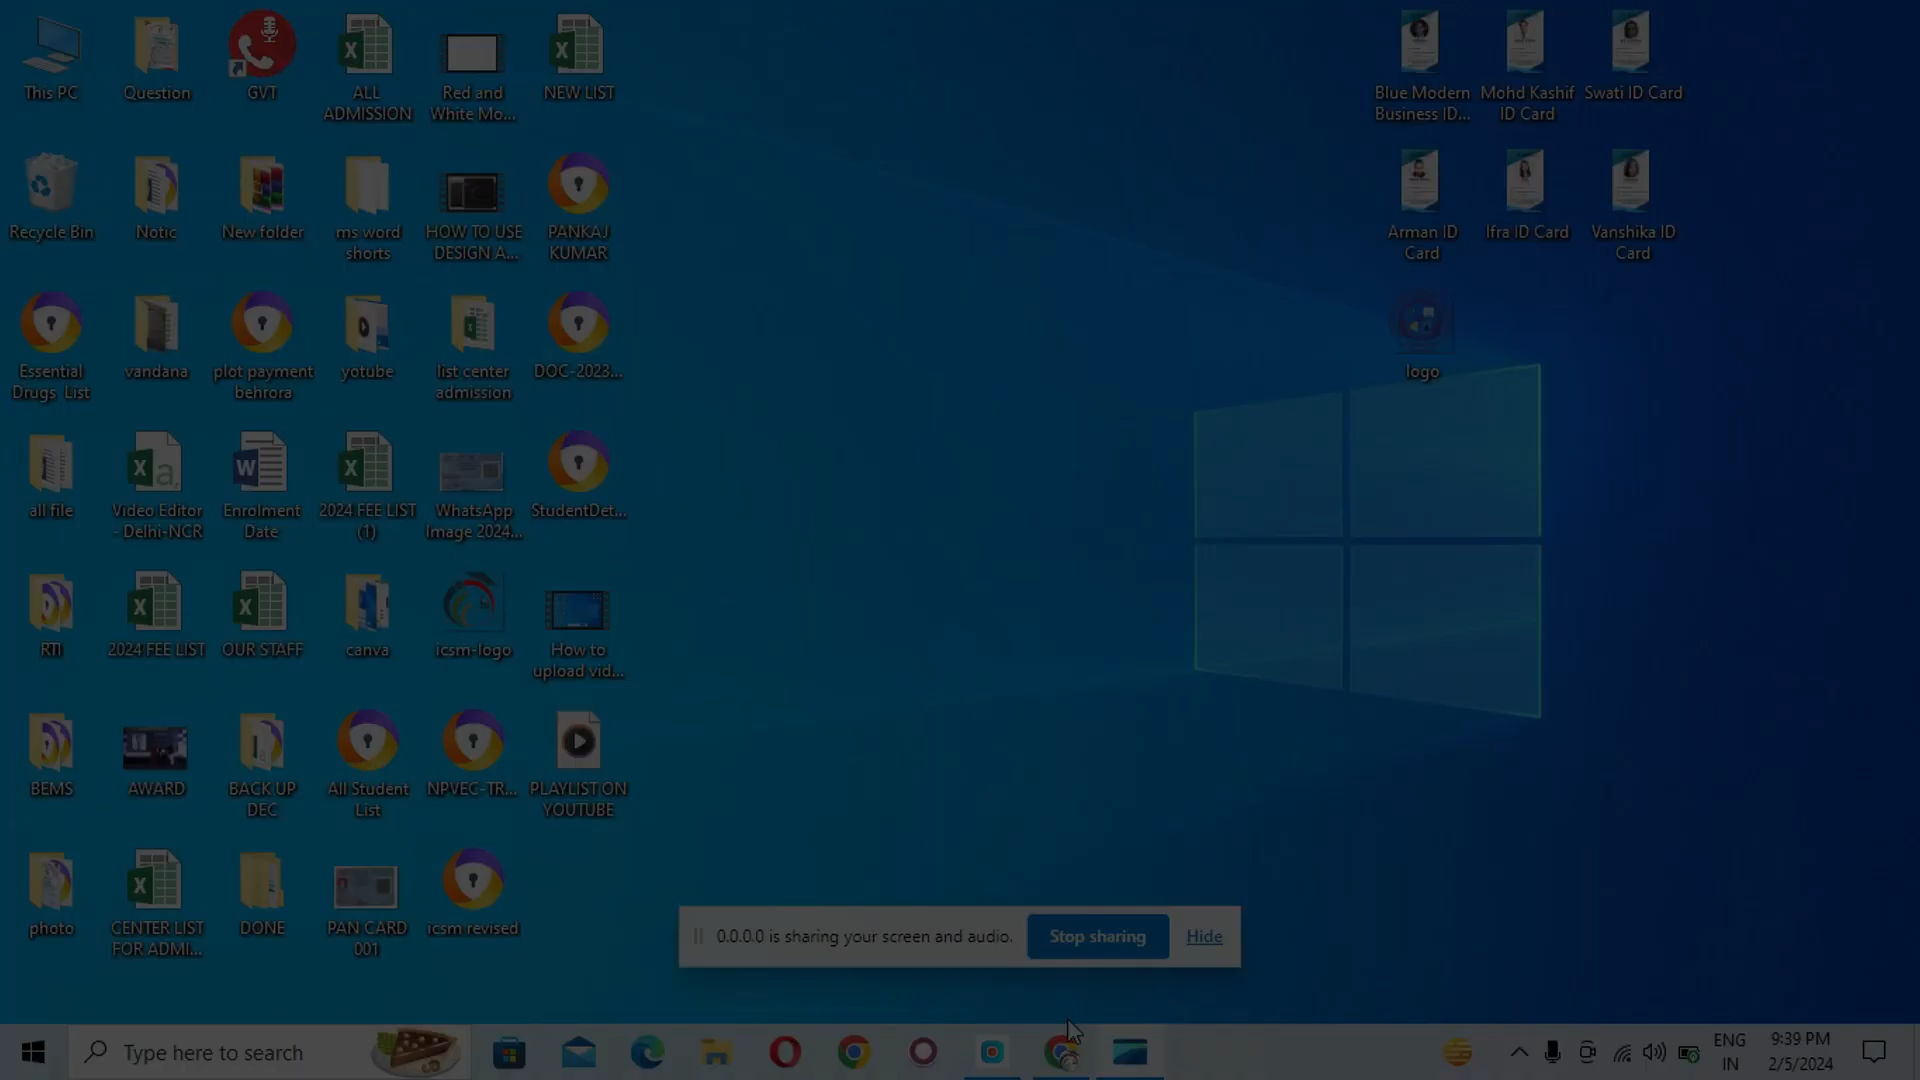 This PC
Question
GVT
ALL
ADMISSION
Red and
White Mo...
NEW LIST
Blue Modern
Business ID...
Mohd Kashif
ID Card
Swati ID Card
Recycle Bin
Notic
New folder
ms word
shorts
HOW TO USE
DESIGN A...
PANKAJ
KUMAR
Arman ID
Card
Ifra ID Card
Vanshika ID
Card
Essential
Drugs List
vandana
plot payment
behrora
yotube
list center
admission
DOC-2023...
logo
all file
Video Editor
- Delhi-NCR
Enrolment
Date
2024 FEE LIST
(1)
WhatsApp
Image 2024...
StudentDet...
RTI
2024 FEE LIST
OUR STAFF
canva
icsm-logo
How to
upload vid...
BEMS
AWARD
BACK UP
DEC
All Student
List
NPVEC-TR...
PLAYLIST ON
YOUTUBE
photo
CENTER LIST
FOR ADMI...
DONE
PAN CARD
001
icsm revised
0.0.0.0 is sharing your screen and audio.
Stop sharing
Hide
Type here to search
ENG
IN
9:39 PM
2/5/2024